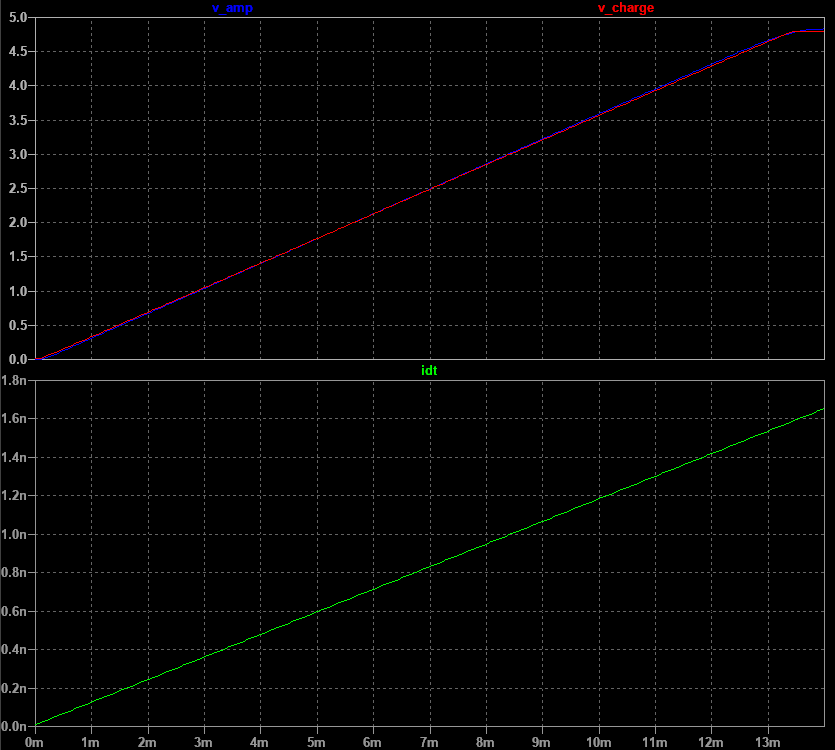 v_amp v_charge
5.0
4.5
4.0
3.5
3.0
2.5
2.0
1.5
1.0
0.5
0.0
idt
1.8n
1.6n
1.4n
1.2n
1.0n
0.8n
0.6n
0.4n
0.2n
0.0n
0m 1m 2m 3m 4m 5m 6m 7m 8m 9m 10m 11m 12m 13m